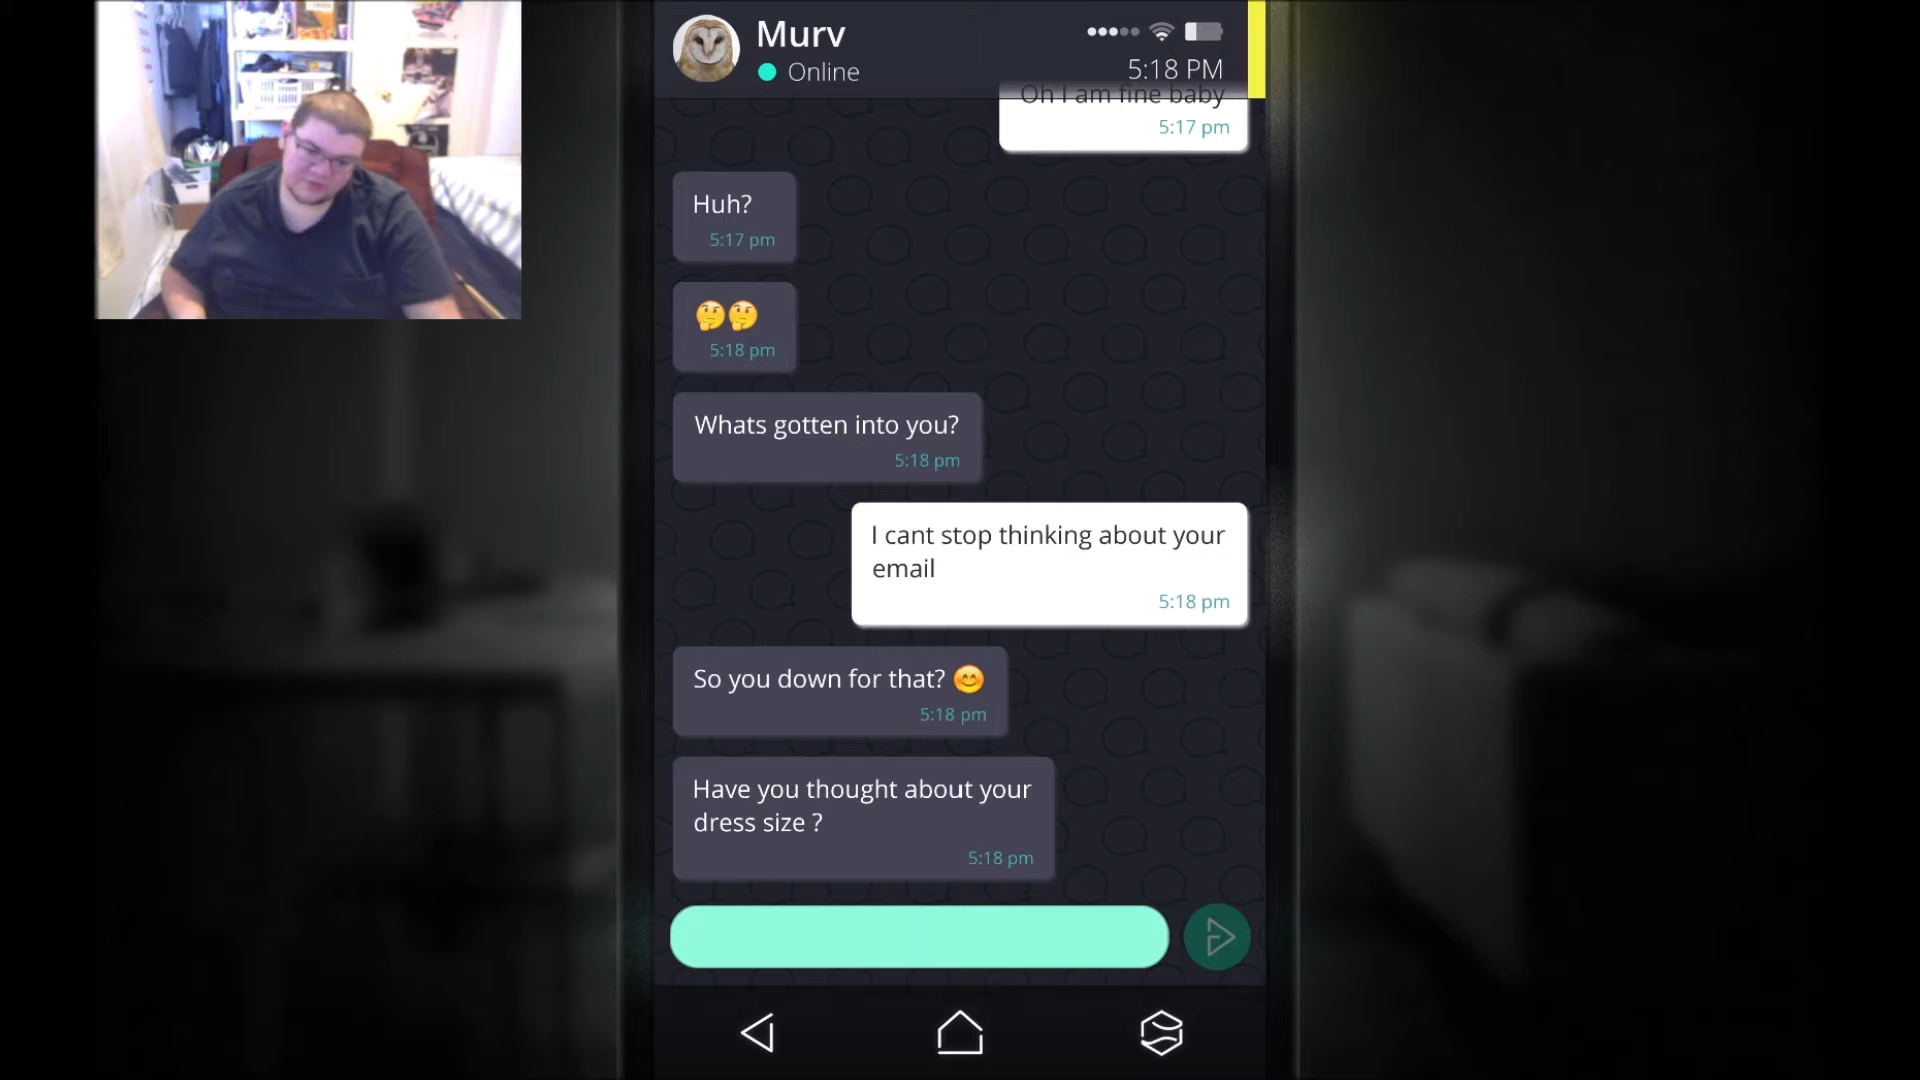 Murv
Online
5:18 PM
Oh I am fine baby
5:17 pm
Huh?
5:17 pm
🤔🤔
5:18 pm
Whats gotten into you?
5:18 pm
I cant stop thinking about your
email
5:18 pm
So you down for that? 😊
5:18 pm
Have you thought about your
dress size ?
5:18 pm